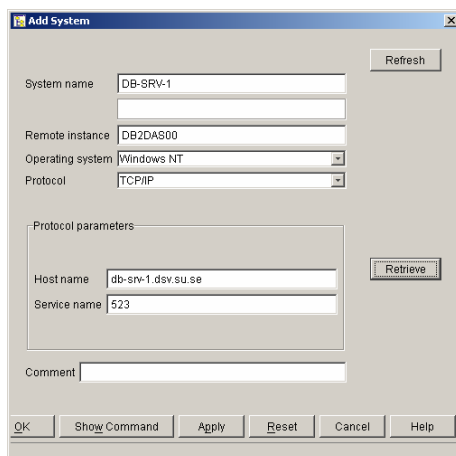 Add System
Refresh
System name DB-SRV-1
Remote instance DB2DAS00
Operating system Windows NT
Protocol TCP/IP
Protocol parameters
Host name db-srv-1.dsv.su.se
Retrieve
Service name 523
Comment
OK Show Command Apply Reset Cancel Help